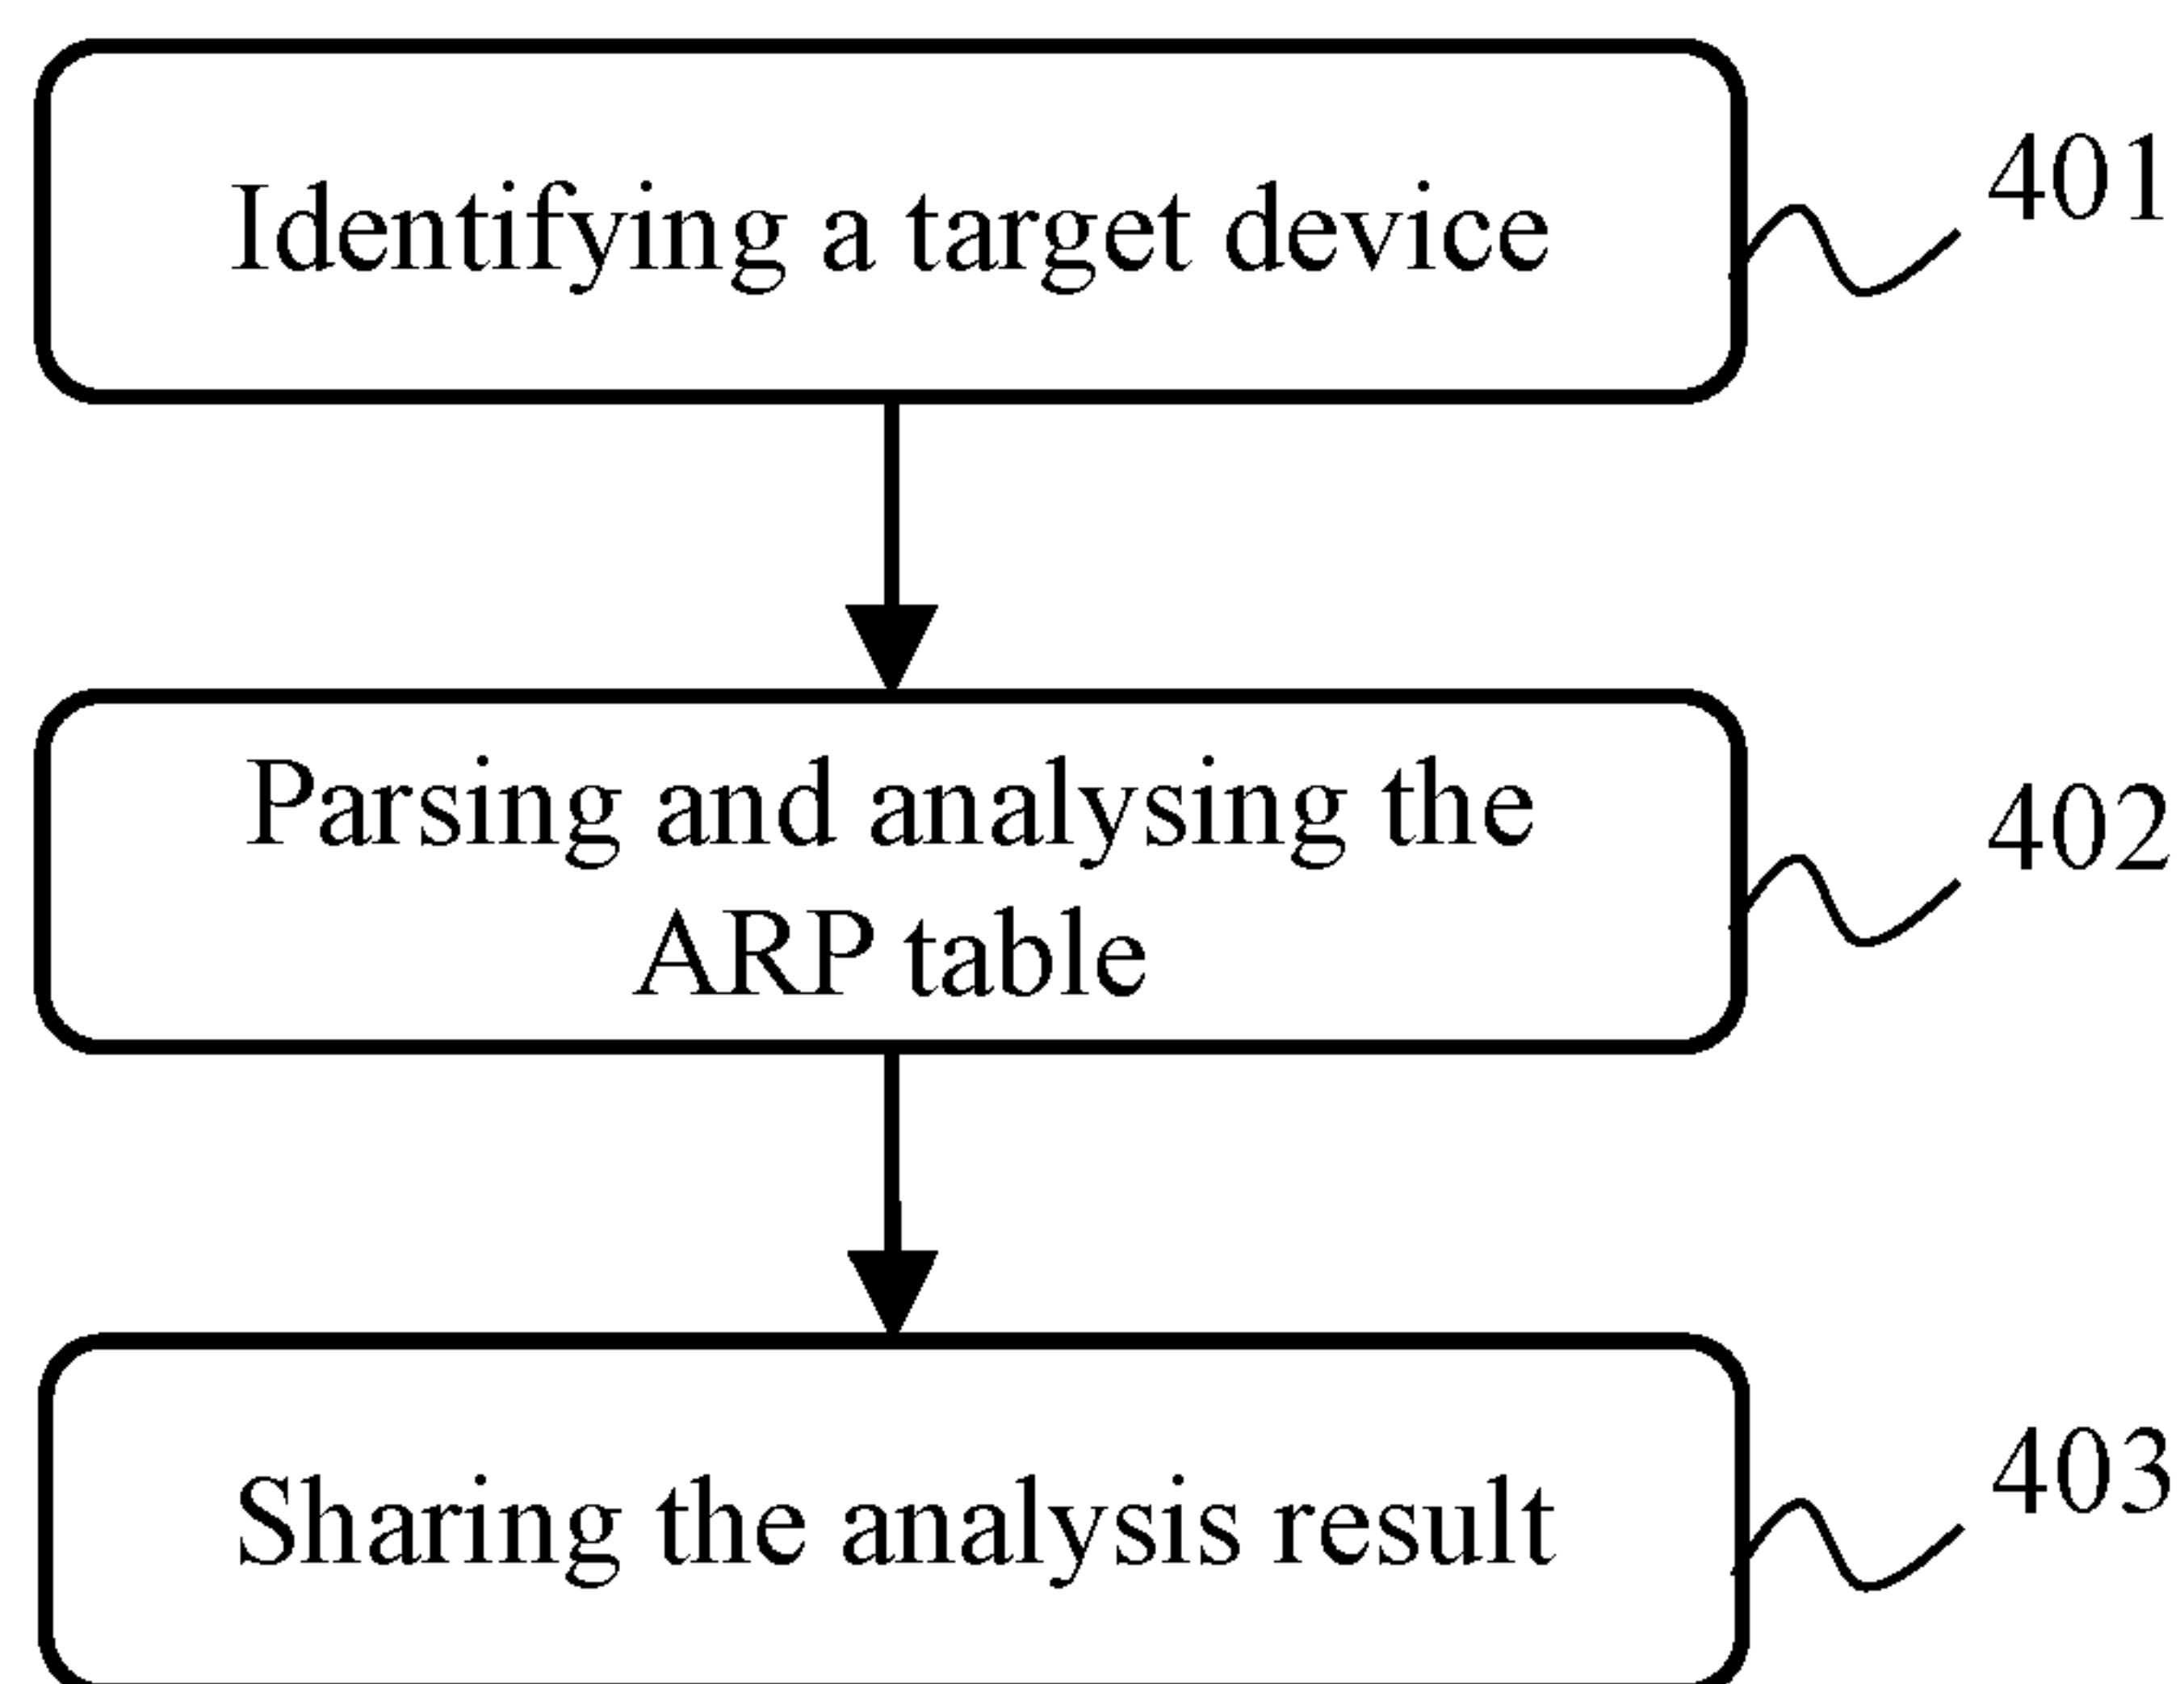 Identifying a target device
401
Parsing and analysing the
ARP table
402
Sharing the analysis result
403